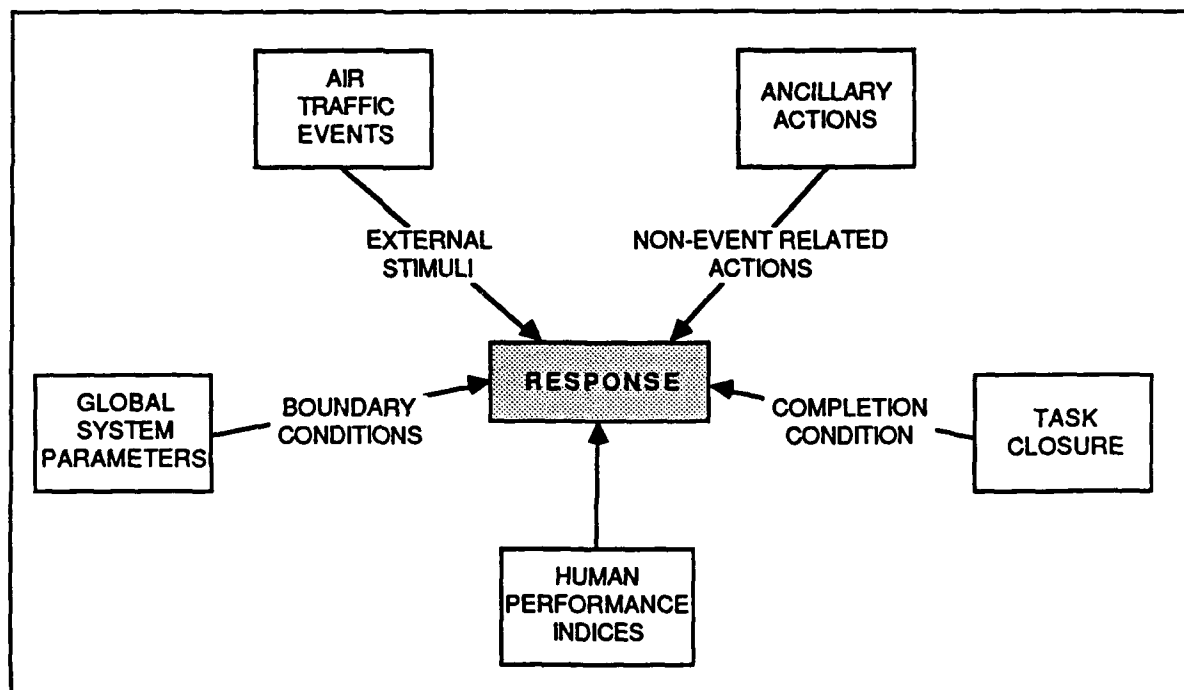 AIR
TRAFFIC
EVENTS
ANCILLARY
ACTIONS
EXTERNAL
STIMULI
NON-EVENT RELATED
ACTIONS
RESPONSE
GLOBAL
SYSTEM
PARAMETERS
BOUNDARY
CONDITIONS
COMPLETION
CONDITION
TASK
CLOSURE
HUMAN
PERFORMANCE
INDICES